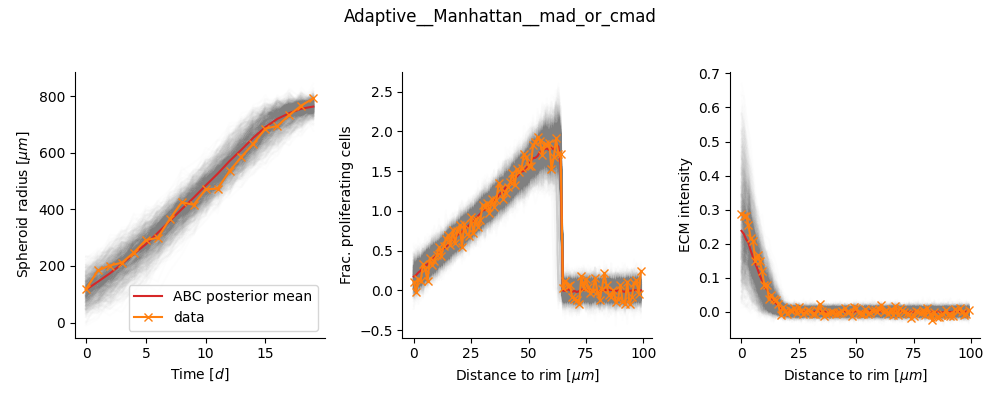 Adaptive__Manhattan__mad_or_cmad
Spheroid radius [μm]
800
600
400
200
0
0 5 10 15
Time [d]
ABC posterior mean
data
Frac. proliferating cells
2.5
2.0
1.5
1.0
0.5
0.0
−0.5
0 25 50 75 100
Distance to rim [μm]
ECM intensity
0.7
0.6
0.5
0.4
0.3
0.2
0.1
0.0
0 25 50 75 100
Distance to rim [μm]